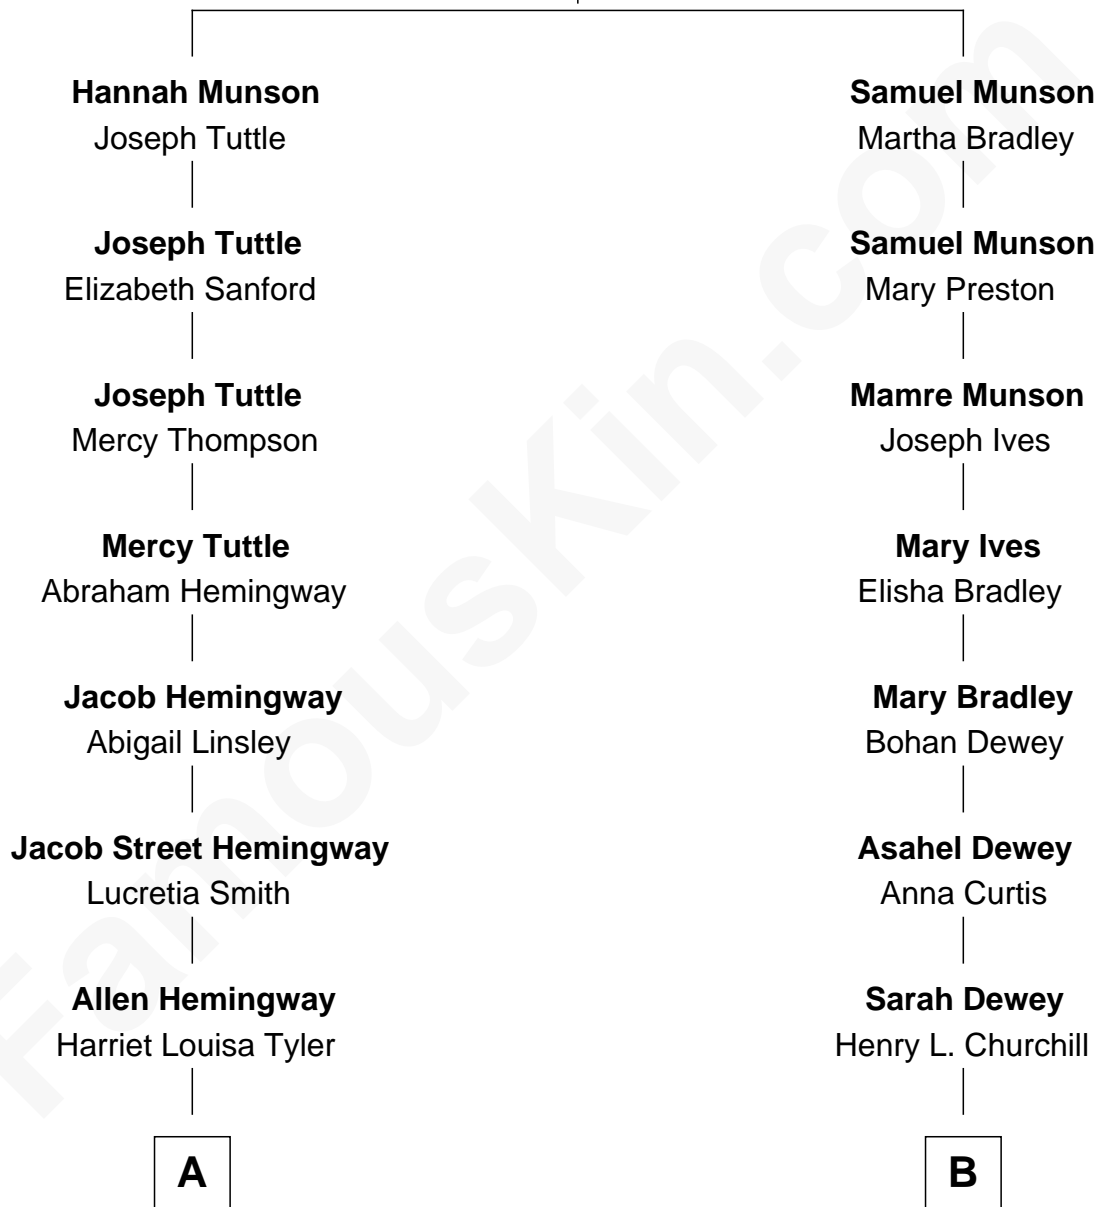 Hannah Munson
Joseph Tuttle
Joseph Tuttle
Elizabeth Sanford
Joseph Tuttle
Mercy Thompson
Mercy Tuttle
Abraham Hemingway
Jacob Hemingway
Abigail Linsley
Jacob Street Hemingway
Lucretia Smith
Allen Hemingway
Harriet Louisa Tyler
A
Samuel Munson
Martha Bradley
Samuel Munson
Mary Preston
Mamre Munson
Joseph Ives
Mary Ives
Elisha Bradley
Mary Bradley
Bohan Dewey
Asahel Dewey
Anna Curtis
Sarah Dewey
Henry L. Churchill
B
FamousKin.com